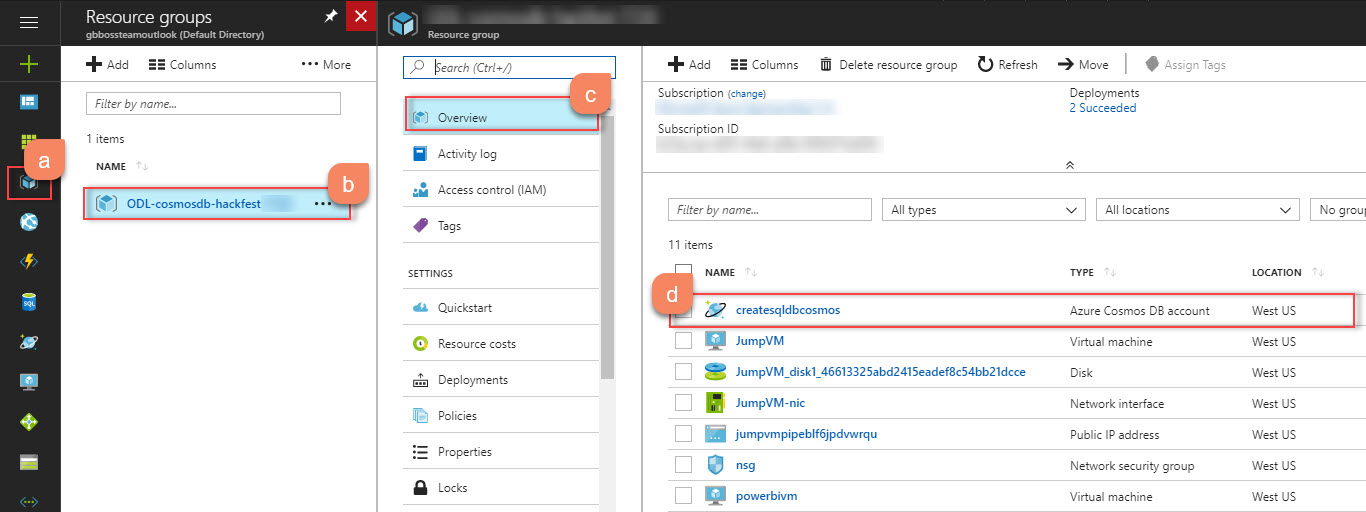 Resource groups
gbbossteamoutlook (Default Directory)
Add
Columns
More
Filter by name...
1 items
NAME
a
b
ODL-cosmosdb-hackfest
Resource group
Search (Ctrl+/)
c
Overview
Activity log
Access control (IAM)
Tags
SETTINGS
Quickstart
Resource costs
Deployments
Policies
Properties
Locks
Add
Columns
Delete resource group
Refresh
Move
Assign Tags
Subscription (change)
Deployments
2 Succeeded
Subscription ID
Filter by name...
All types
All locations
No grou
11 items
NAME
TYPE
LOCATION
d
createsqldbcosmos
Azure Cosmos DB account
West US
JumpVM
Virtual machine
West US
JumpVM_disk1_46613325abd2415eadef8c54bb21dcce
Disk
West US
JumpVM-nic
Network interface
West US
jumpvmpipeblf6jpdvwrqu
Public IP address
West US
nsg
Network security group
West US
powerbivm
Virtual machine
West US
SQL